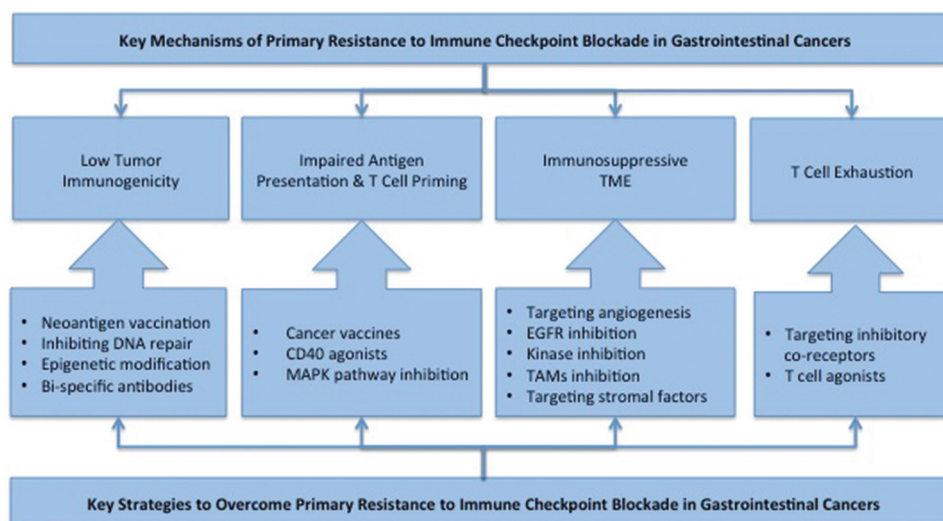 Key Mechanisms of Primary Resistance to Immune Checkpoint Blockade in Gastrointestinal Cancers
Low Tumor
Immunogenicity
Impaired Antigen
Presentation & T Cell Priming
Immunosuppressive
TME
T Cell Exhaustion
• Neoantigen vaccination
• Inhibiting DNA repair
• Epigenetic modification
• Bi-specific antibodies
• Cancer vaccines
• CD40 agonists
• MAPK pathway inhibition
• Targeting angiogenesis
• EGFR inhibition
• Kinase inhibition
• TAMs inhibition
• Targeting stromal factors
• Targeting inhibitory
co-receptors
• T cell agonists
Key Strategies to Overcome Primary Resistance to Immune Checkpoint Blockade in Gastrointestinal Cancers